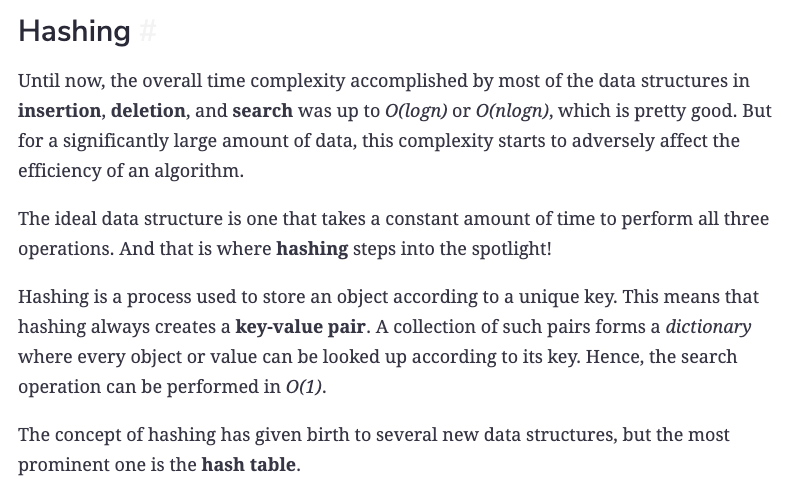 Hashing #
Until now, the overall time complexity accomplished by most of the data structures in
insertion, deletion, and search was up to O(logn) or O(nlogn), which is pretty good. But
for a significantly large amount of data, this complexity starts to adversely affect the
efficiency of an algorithm.
The ideal data structure is one that takes a constant amount of time to perform all three
operations. And that is where hashing steps into the spotlight!
Hashing is a process used to store an object according to a unique key. This means that
hashing always creates a key-value pair. A collection of such pairs forms a dictionary
where every object or value can be looked up according to its key. Hence, the search
operation can be performed in O(1).
The concept of hashing has given birth to several new data structures, but the most
prominent one is the hash table.